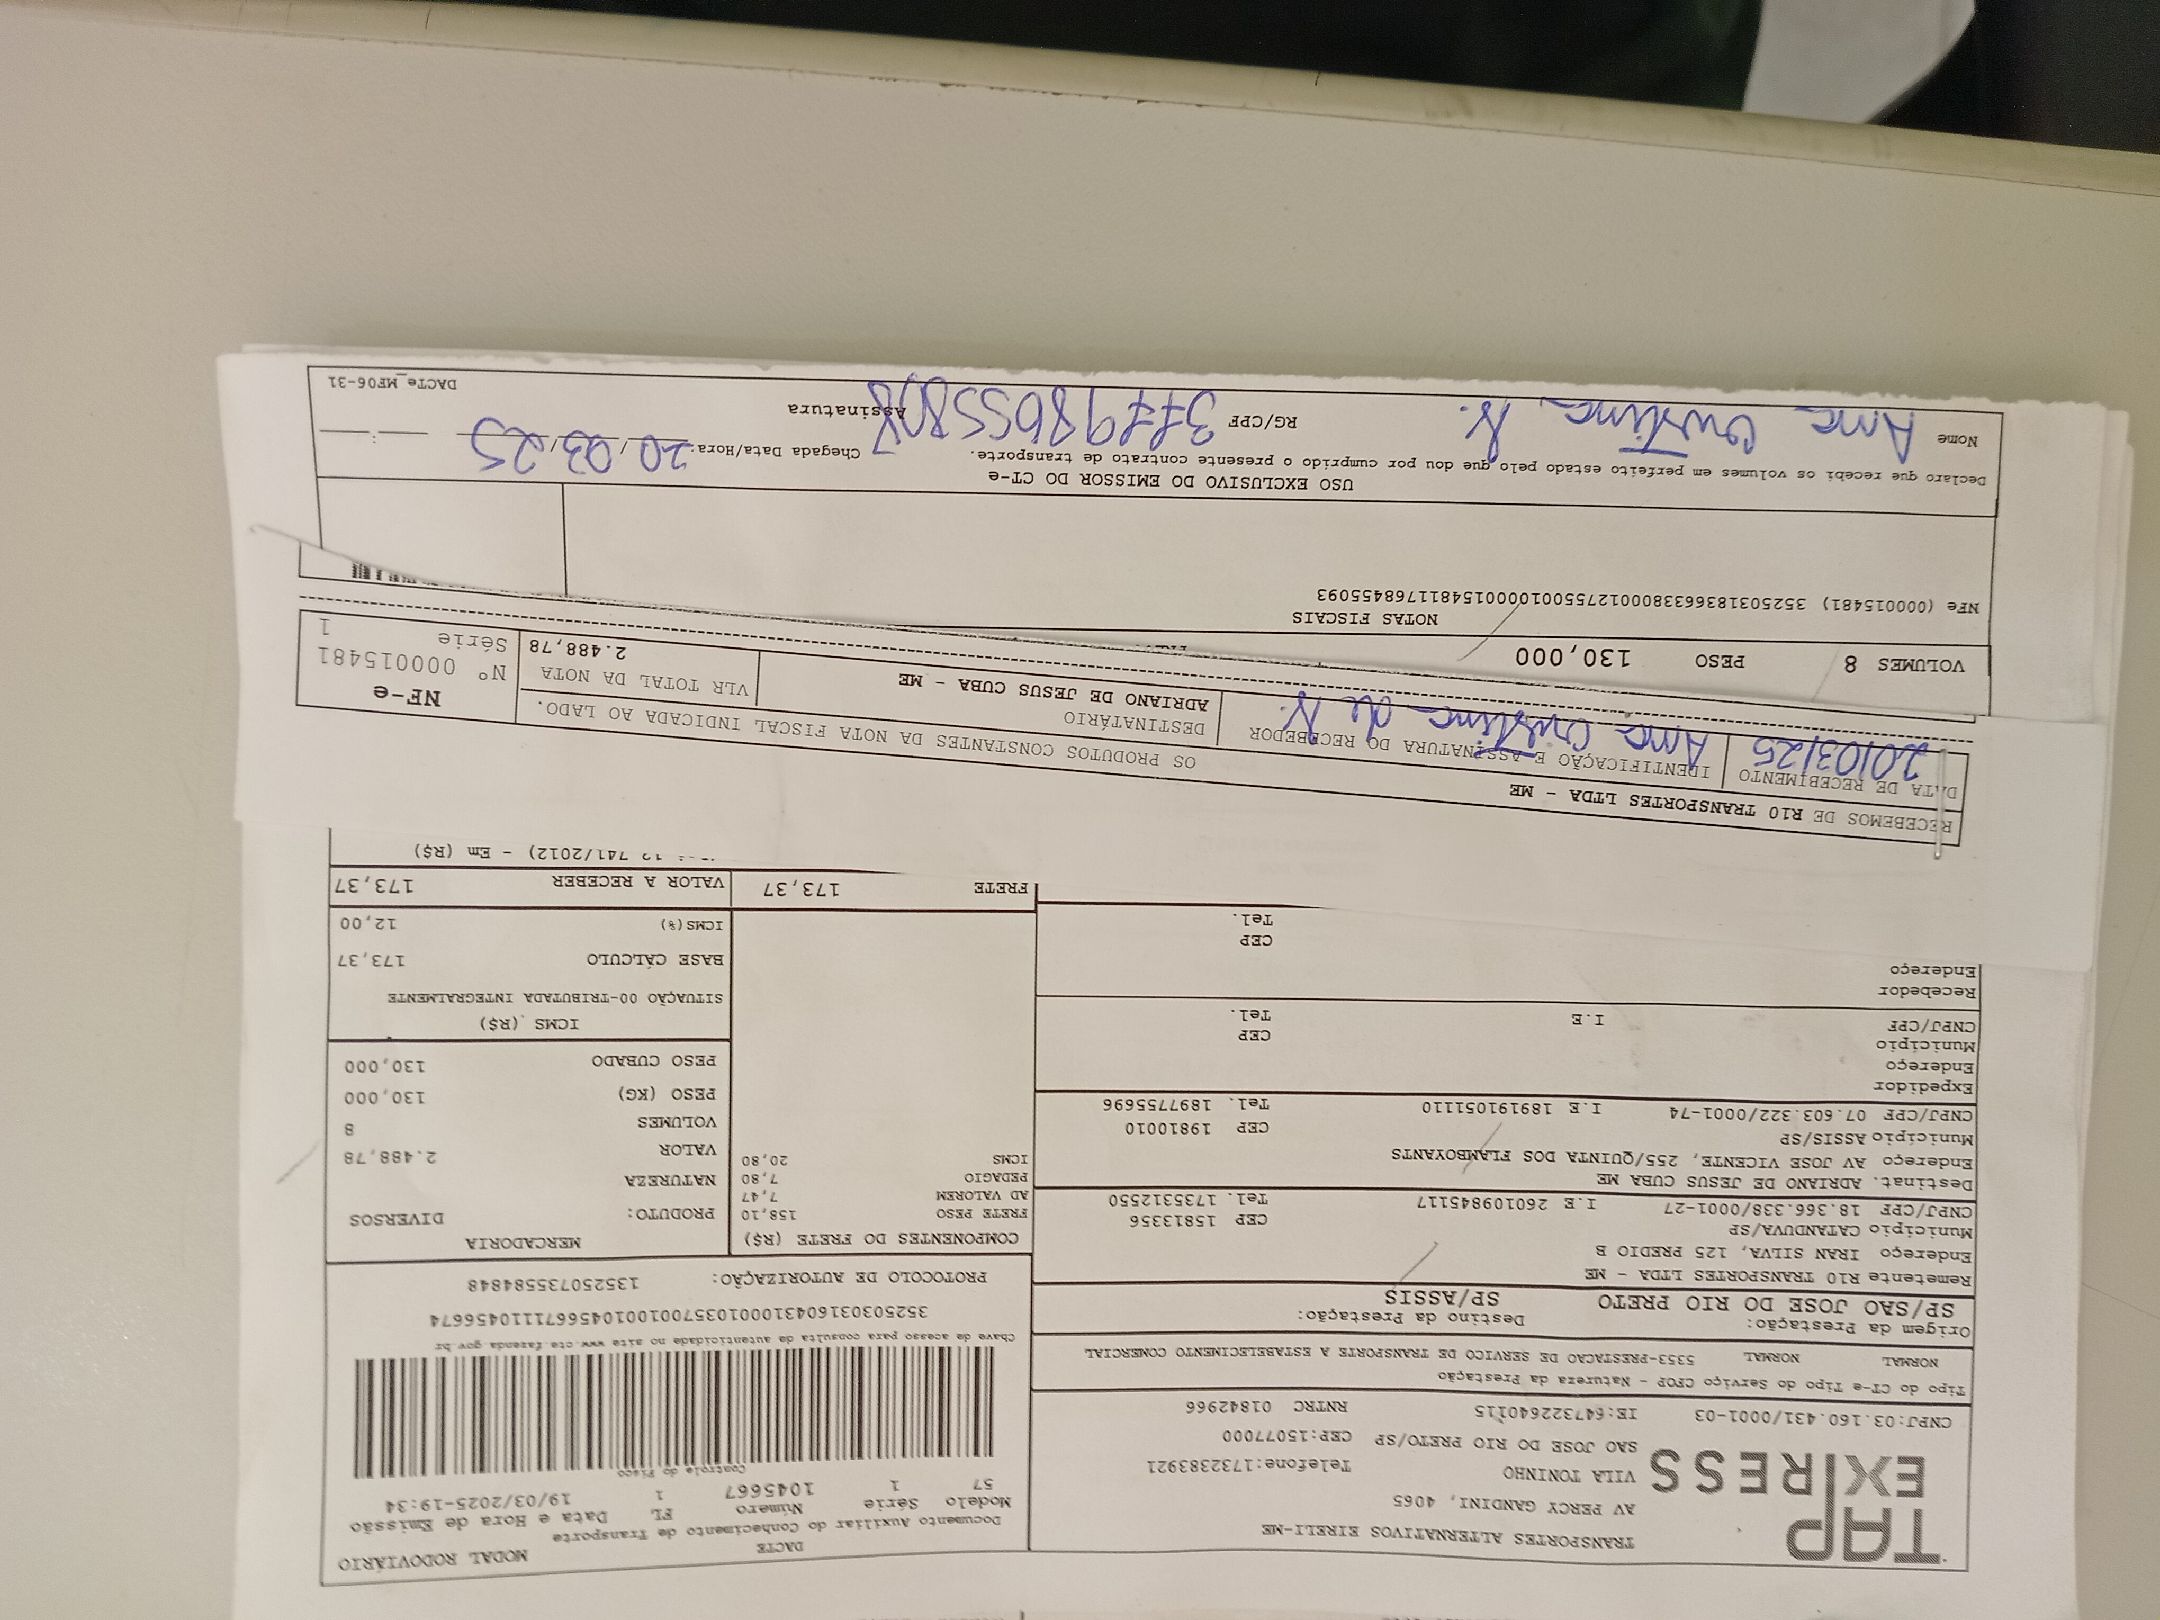 TAP
EXPRESS
TRANSPORTES ALTERNATIVOS EIRELI-ME
AV PERCY GANDINI, 4065
VILA TONINHO Telefone:1732383921
SAO JOSE DO RIO PRETO/SP CEP:15077000
CNPJ:03.160.431/0001-03 IE:647322640115 RNTRC 01842966
DACTE MODAL RODOVIÁRIO
Documento Auxiliar do Conhecimento de Transporte
Modelo Série Número FL Data e Hora de Emissão
57 1 1045667 1 19/03/2025-19:34
Controle do Fisco
Chave de acesso para consulta de autenticidade no site www.cte.fazenda.gov.br
35250303160431000103570010010456671110456674
PROTOCOLO DE AUTORIZAÇÃO: 135250735584848
Tipo do CT-e Tipo do Serviço CFOP - Natureza da Prestação
NORMAL NORMAL 5353-PRESTACAO DE SERVICO DE TRANSPORTE A ESTABELECIMENTO COMERCIAL
Origem da Prestação: Destino da Prestação:
SP/SAO JOSE DO RIO PRETO SP/ASSIS
Remetente R10 TRANSPORTES LTDA - ME
Endereço IRAN SILVA, 125 PREDIO B
Município CATANDUVA/SP CEP 15813356
CNPJ/CPF 18.366.338/0001-27 I.E 260109845117 Tel. 1735312550
Destinat. ADRIANO DE JESUS CUBA ME
Endereço AV JOSE VICENTE, 255/QUINTA DOS FLAMBOYANTS
Município ASSIS/SP CEP 19810010
CNPJ/CPF 07.603.322/0001-74 I.E 189191051110 Tel. 1897755696
Expedidor
Endereço
Município CEP
CNPJ/CPF I.E Tel.
Recebedor
Endereço
CEP
Tel.
COMPONENTES DO FRETE (R$)
FRETE PESO 158,10
AD VALOREM 7,47
PEDAGIO 7,80
ICMS 20,80
FRETE 173,37
MERCADORIA
PRODUTO: DIVERSOS
NATUREZA
VALOR 2.488,78
VOLUMES 8
PESO (KG) 130,000
PESO CUBADO 130,000
ICMS (R$)
SITUAÇÃO 00-TRIBUTADA INTEGRALMENTE
BASE CÁLCULO 173,37
ICMS(%) 12,00
VALOR A RECEBER 173,37
741/2012) - Em (R$)
RECEBEMOS DE R10 TRANSPORTES LTDA - ME OS PRODUTOS CONSTANTES DA NOTA FISCAL INDICADA AO LADO.
DATA DE RECEBIMENTO IDENTIFICAÇÃO E ASSINATURA DO RECEBEDOR DESTINATÁRIO VLR TOTAL DA NOTA
20/03/25 Ana Cristina de N. ADRIANO DE JESUS CUBA - ME 2.488,78
NF-e
Nº 000015481
Série 1
VOLUMES 8 PESO 130,000
NOTAS FISCAIS
NFe (000015481) 35250318366338000127550010000154811768455093
USO EXCLUSIVO DO EMISSOR DO CT-e
Declaro que recebi os volumes em perfeito estado pelo que dou por cumprido o presente contrato de transporte.
Chegada Data/Hora: 20/03/25 __:__
Nome Ana Cristina N. RG/CPF Assinatura
DACTe_MF06-31